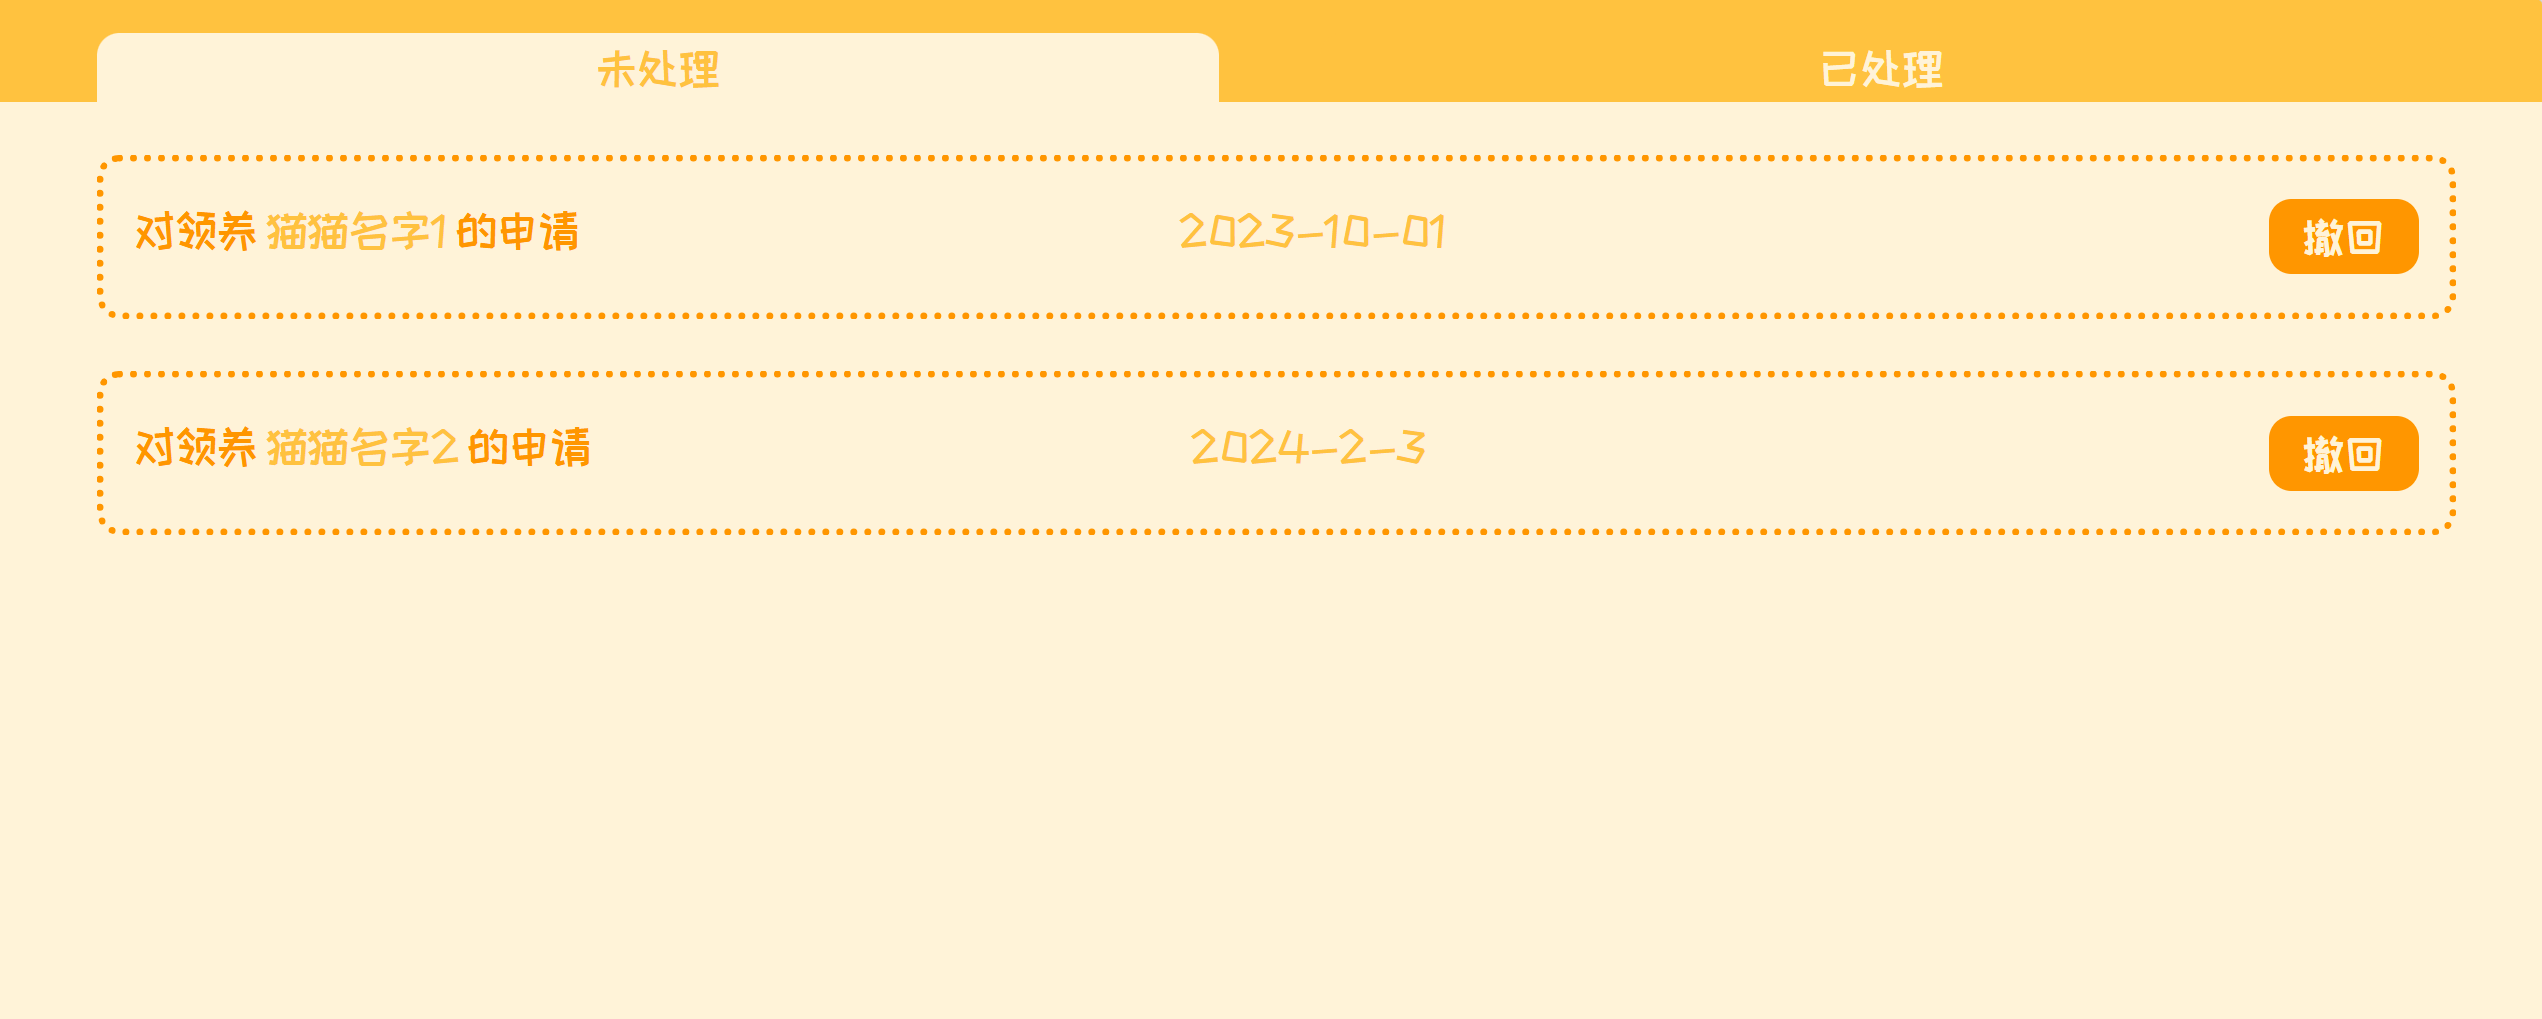 未处理 已处理
对领养 猫猫名字1 的申请 2023-10-01 撤回
对领养 猫猫名字2 的申请 2024-2-3 撤回